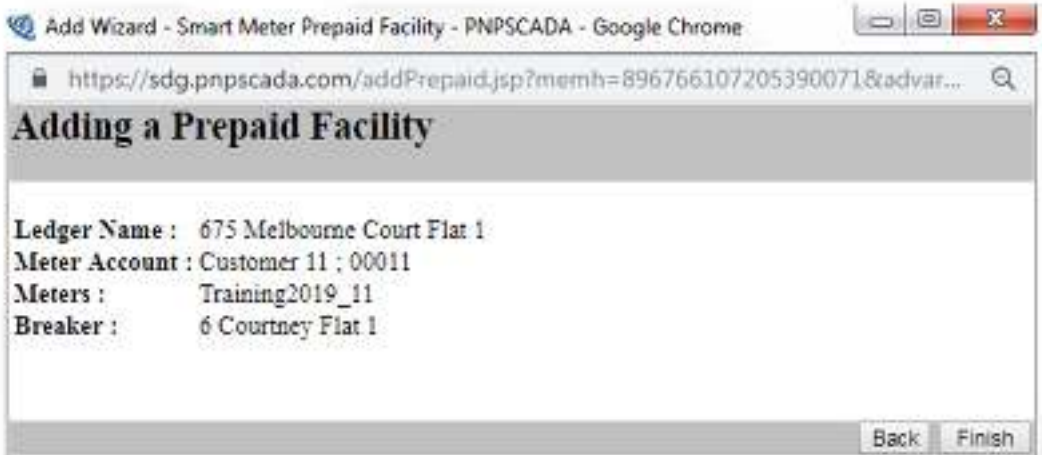 Add Wizard - Smart Meter Prepaid Facility - PNPSCADA - Google Chrome
https://sdg.pnpscada.com/addPrepaid.jsp?memh=8967661072053900071&advar...
Adding a Prepaid Facility
Ledger Name : 675 Melbourne Court Flat 1
Meter Account : Customer 11 ; 00011
Meters : Training2019_11
Breaker : 6 Courtney Flat 1
Back Finish